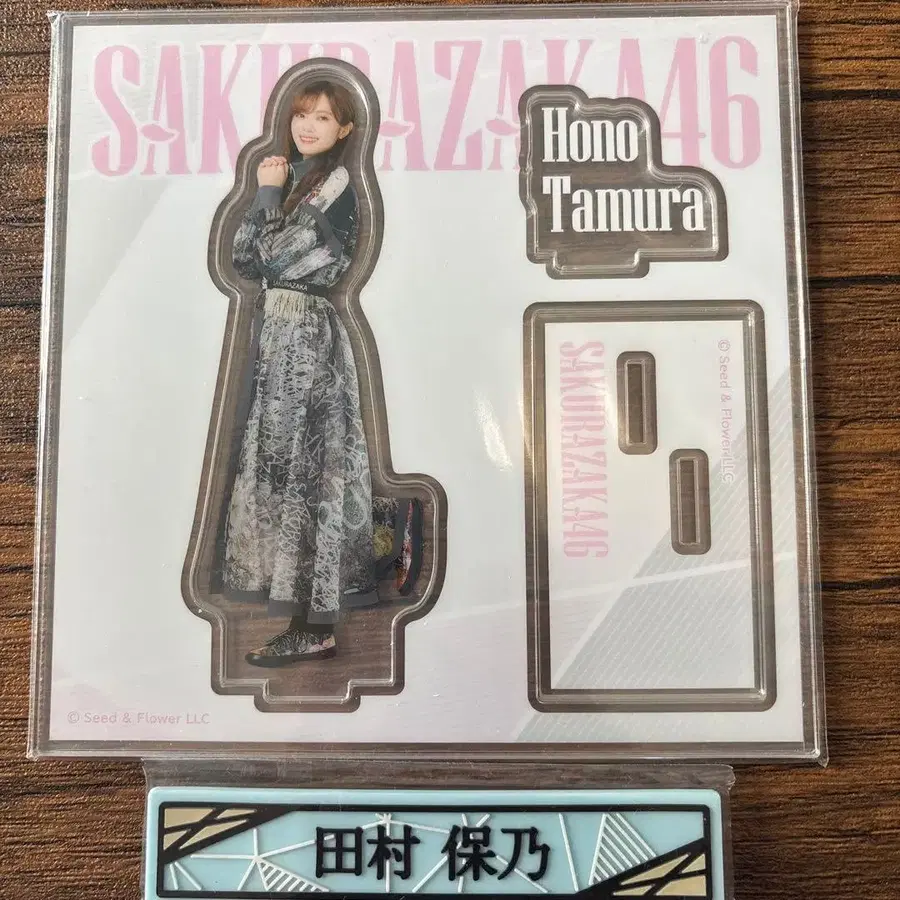 SAKURAZAKA46
Hono
Tamura
SAKURAZAKA
SAKURAZAKA46
© Seed & Flower LLC
© Seed & Flower LLC
田村 保乃